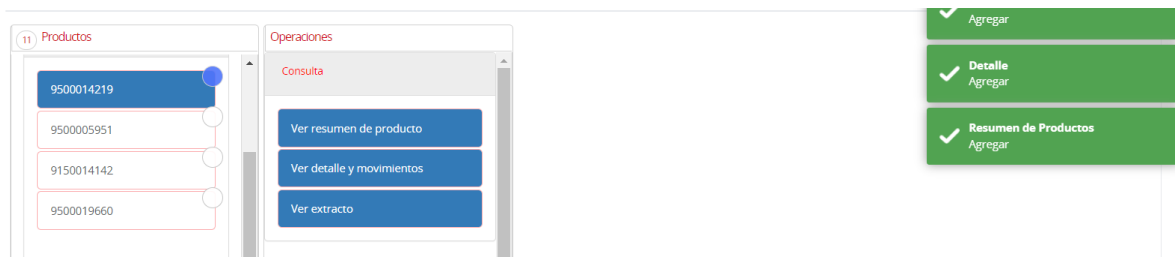 11 Productos
9500014219
9500005951
9150014142
9500019660
Operaciones
Consulta
Ver resumen de producto
Ver detalle y movimientos
Ver extracto
Agregar
Detalle
Agregar
Resumen de Productos
Agregar